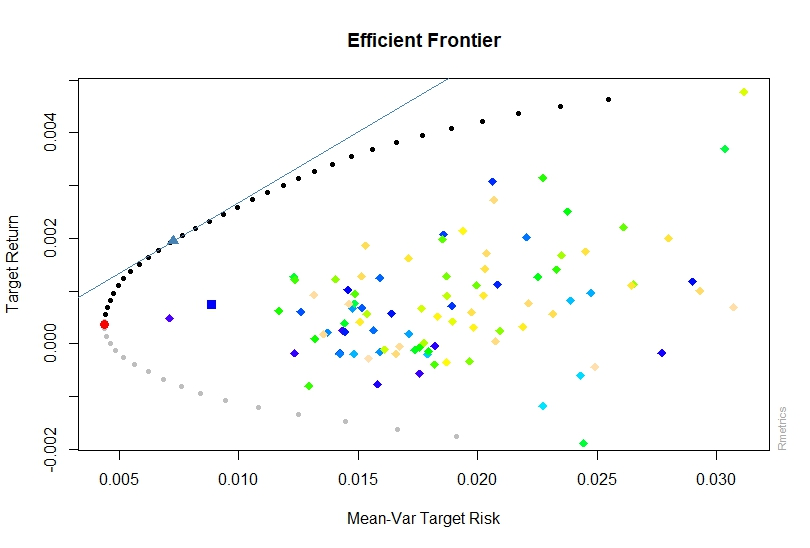 Efficient Frontier
Target Return
0.004
0.002
0.000
-0.002
0.005 0.010 0.015 0.020 0.025 0.030
Mean-Var Target Risk
Rmetrics